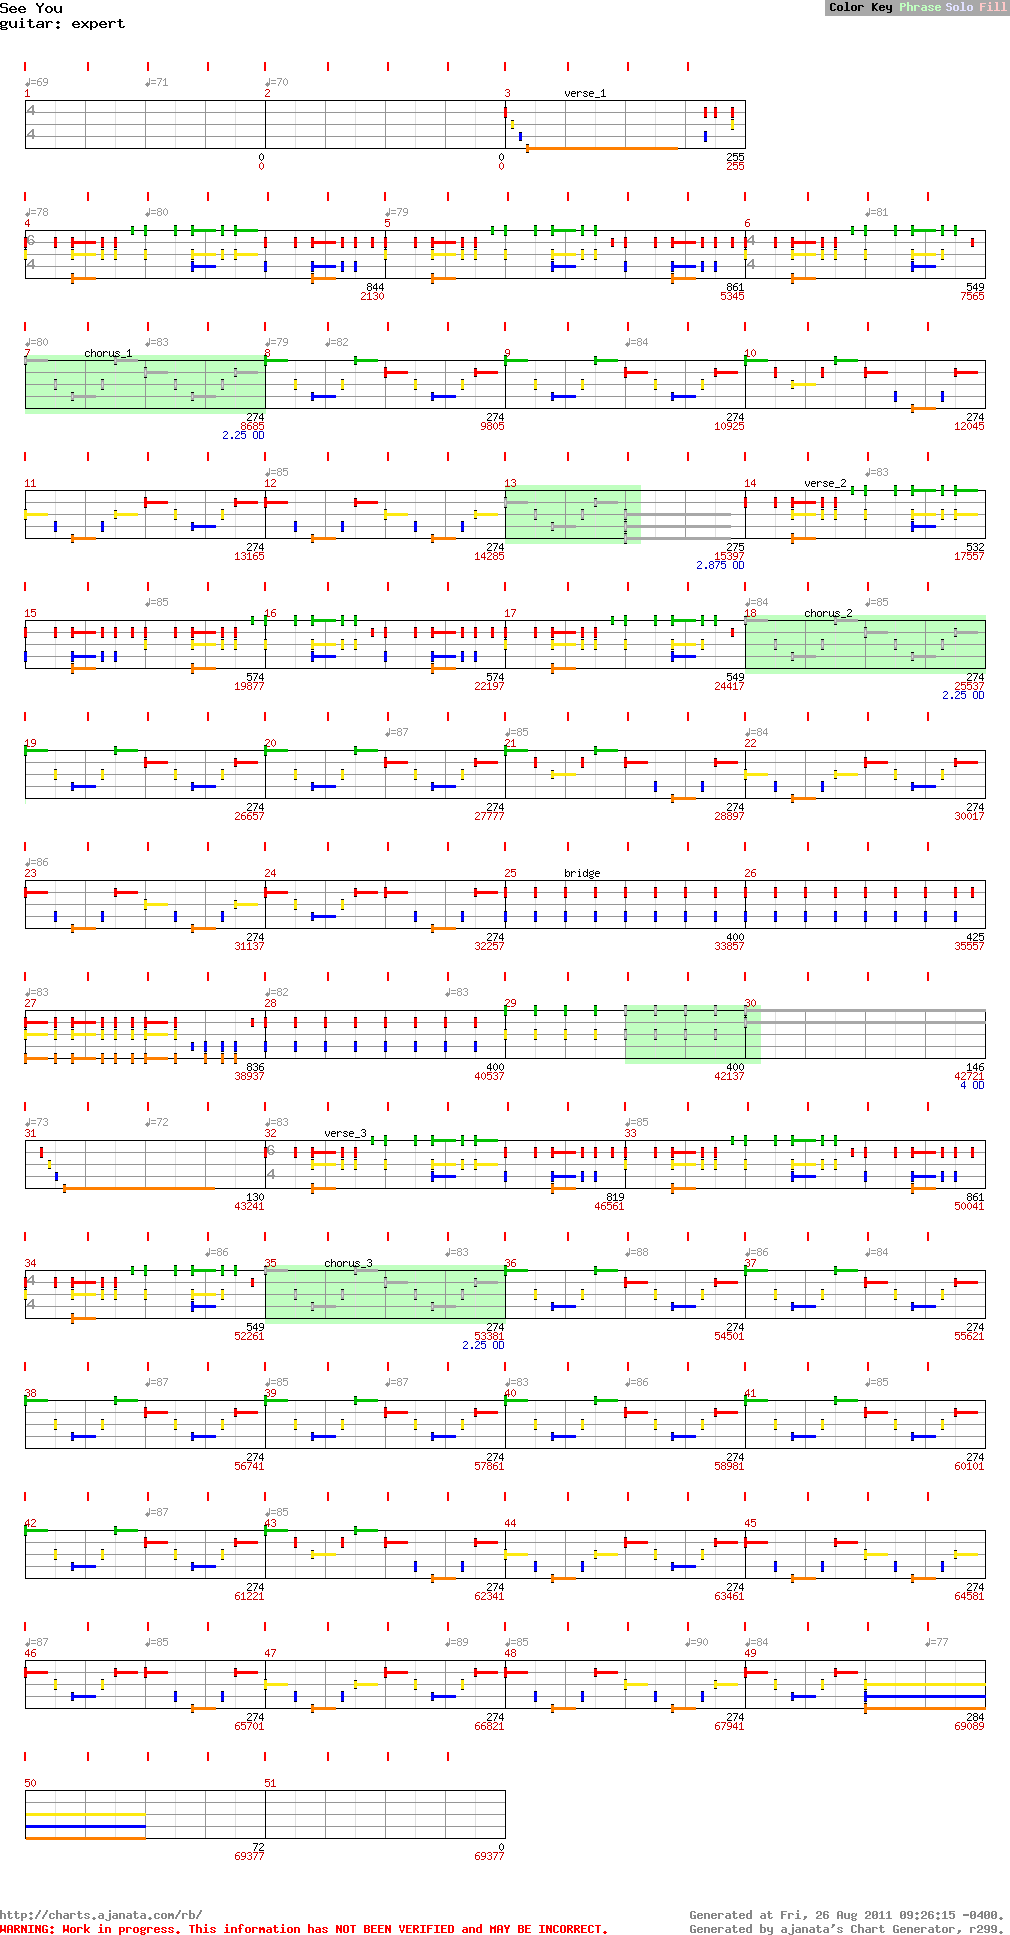 See You
guitar: expert
Color Key Phrase Solo Fill
♩=69 ♩=71 ♩=70
1 2 3 verse_1
4
4
0 0 255
0 0 255
♩=78 ♩=80 ♩=79 ♩=81
4 5 6
6 4
4 4
844 861 549
2130 5345 7565
♩=80 ♩=83 ♩=79 ♩=82 ♩=84
7 chorus_1 8 9 10
274 274 274 274
8685 9805 10925 12045
2.25 OD
♩=85 ♩=83
11 12 13 14 verse_2
274 274 275 532
13165 14285 15397 17557
2.875 OD
♩=85 ♩=84 ♩=85
15 16 17 18 chorus_2
574 574 549 274
19877 22197 24417 25537
2.25 OD
♩=87 ♩=85 ♩=84
19 20 21 22
274 274 274 274
26657 27777 28897 30017
♩=86
23 24 25 bridge 26
274 274 400 425
31137 32257 33857 35557
♩=83 ♩=82 ♩=83
27 28 29 30
836 400 400 146
38937 40537 42137 42721
4 OD
♩=73 ♩=72 ♩=83 ♩=85
31 32 verse_3 33
6
4
130 819 861
43241 46561 50041
♩=86 ♩=83 ♩=88 ♩=86 ♩=84
34 35 chorus_3 36 37
4
4
549 274 274 274
52261 53381 54501 55621
2.25 OD
♩=87 ♩=85 ♩=87 ♩=83 ♩=86 ♩=85
38 39 40 41
274 274 274 274
56741 57861 58981 60101
♩=87 ♩=85
42 43 44 45
274 274 274 274
61221 62341 63461 64581
♩=87 ♩=85 ♩=89 ♩=85 ♩=90 ♩=84 ♩=77
46 47 48 49
274 274 274 284
65701 66821 67941 69089
50 51
72 0
69377 69377
http://charts.ajanata.com/rb/ Generated at Fri, 26 Aug 2011 09:26:15 -0400.
WARNING: Work in progress. This information has NOT BEEN VERIFIED and MAY BE INCORRECT. Generated by ajanata's Chart Generator, r299.